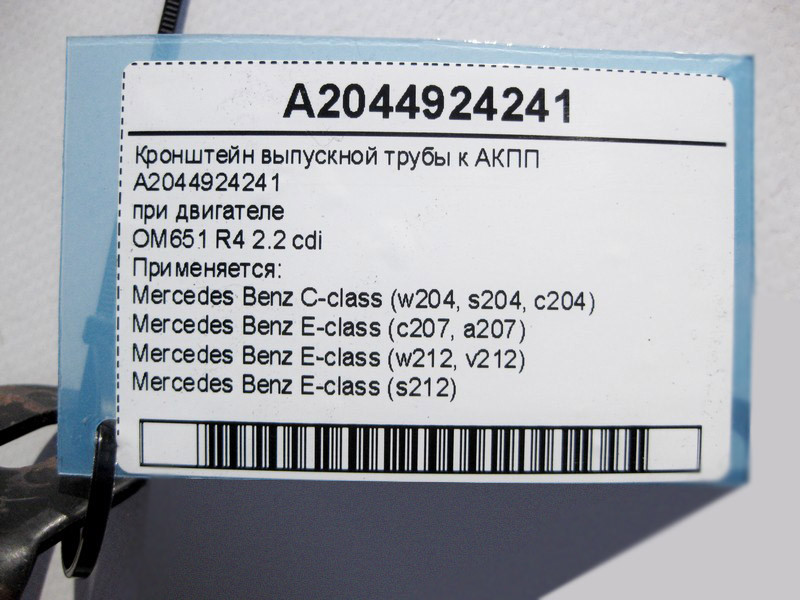 A2044924241
Кронштейн выпускной трубы к АКПП
A2044924241
при двигателе
OM651 R4 2.2 cdi
Применяется:
Mercedes Benz C-class (w204, s204, c204)
Mercedes Benz E-class (c207, a207)
Mercedes Benz E-class (w212, v212)
Mercedes Benz E-class (s212)